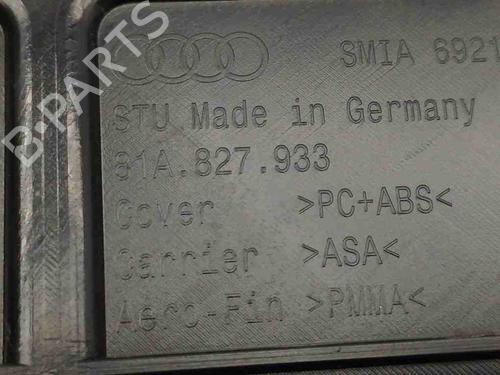 SMIA 6921
STU Made in Germany
81A.827.933
Cover >PC+ABS<
Carrier >ASA<
Aero-Fin >PMMA<
B-PARTS